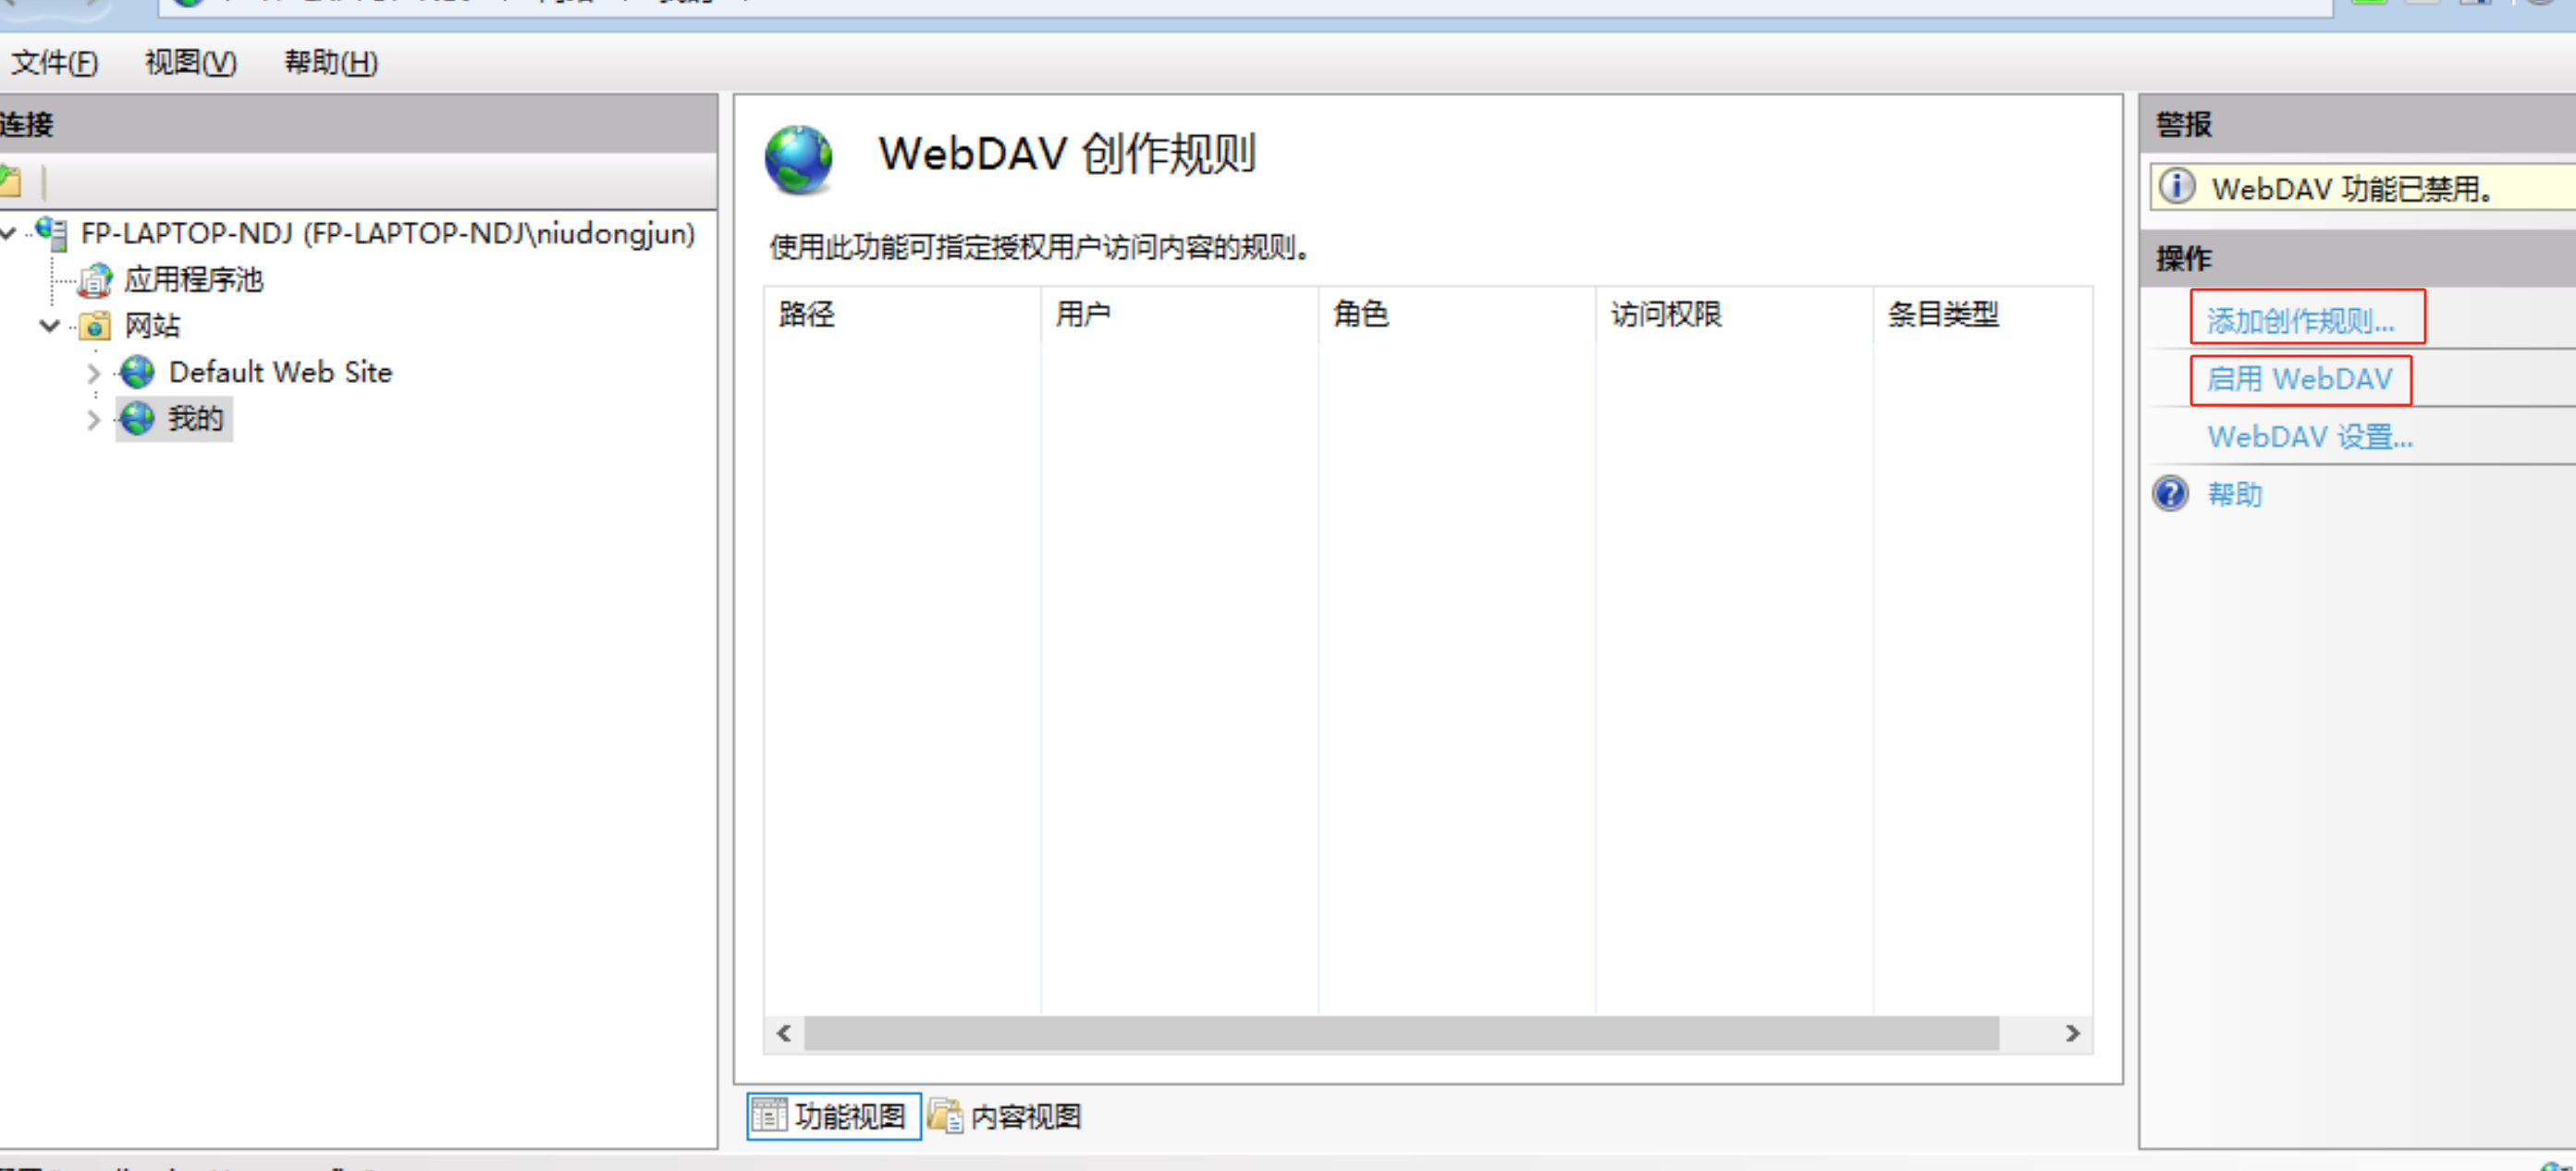 文件(F) 视图(V) 帮助(H)
连接
FP-LAPTOP-NDJ (FP-LAPTOP-NDJ\niudongjun)
应用程序池
网站
Default Web Site
我的
WebDAV 创作规则
使用此功能可指定授权用户访问内容的规则。
路径 用户 角色 访问权限 条目类型
功能视图 内容视图
警报
WebDAV 功能已禁用。
操作
添加创作规则...
启用 WebDAV
WebDAV 设置...
帮助